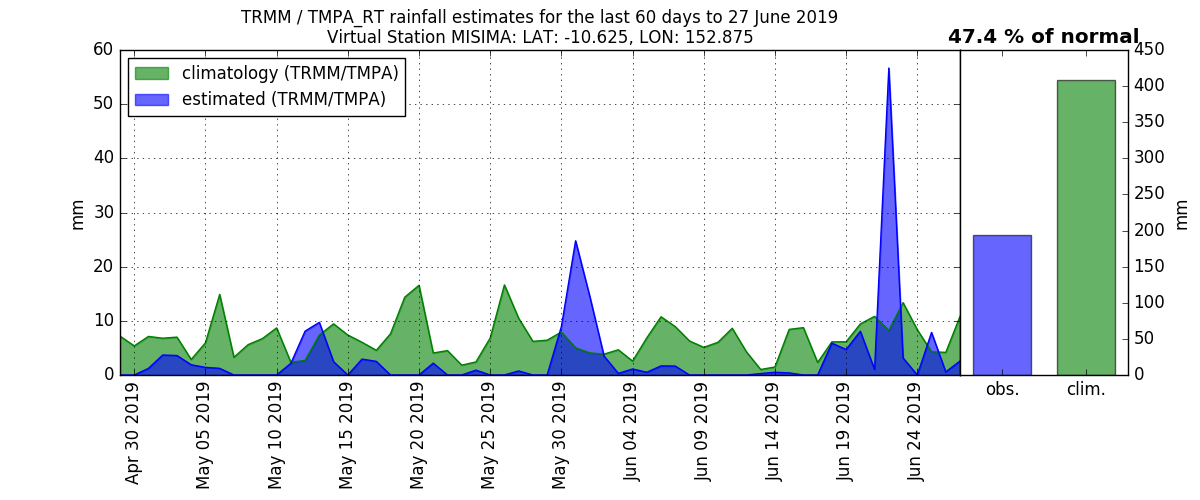 TRMM / TMPA_RT rainfall estimates for the last 60 days to 27 June 2019
Virtual Station MISIMA: LAT: -10.625, LON: 152.875
47.4 % of normal
climatology (TRMM/TMPA)
estimated (TRMM/TMPA)
60
50
40
30
20
10
0
mm
Apr 30 2019
May 05 2019
May 10 2019
May 15 2019
May 20 2019
May 25 2019
May 30 2019
Jun 04 2019
Jun 09 2019
Jun 14 2019
Jun 19 2019
Jun 24 2019
450
400
350
300
250
200
150
100
50
0
mm
obs.
clim.